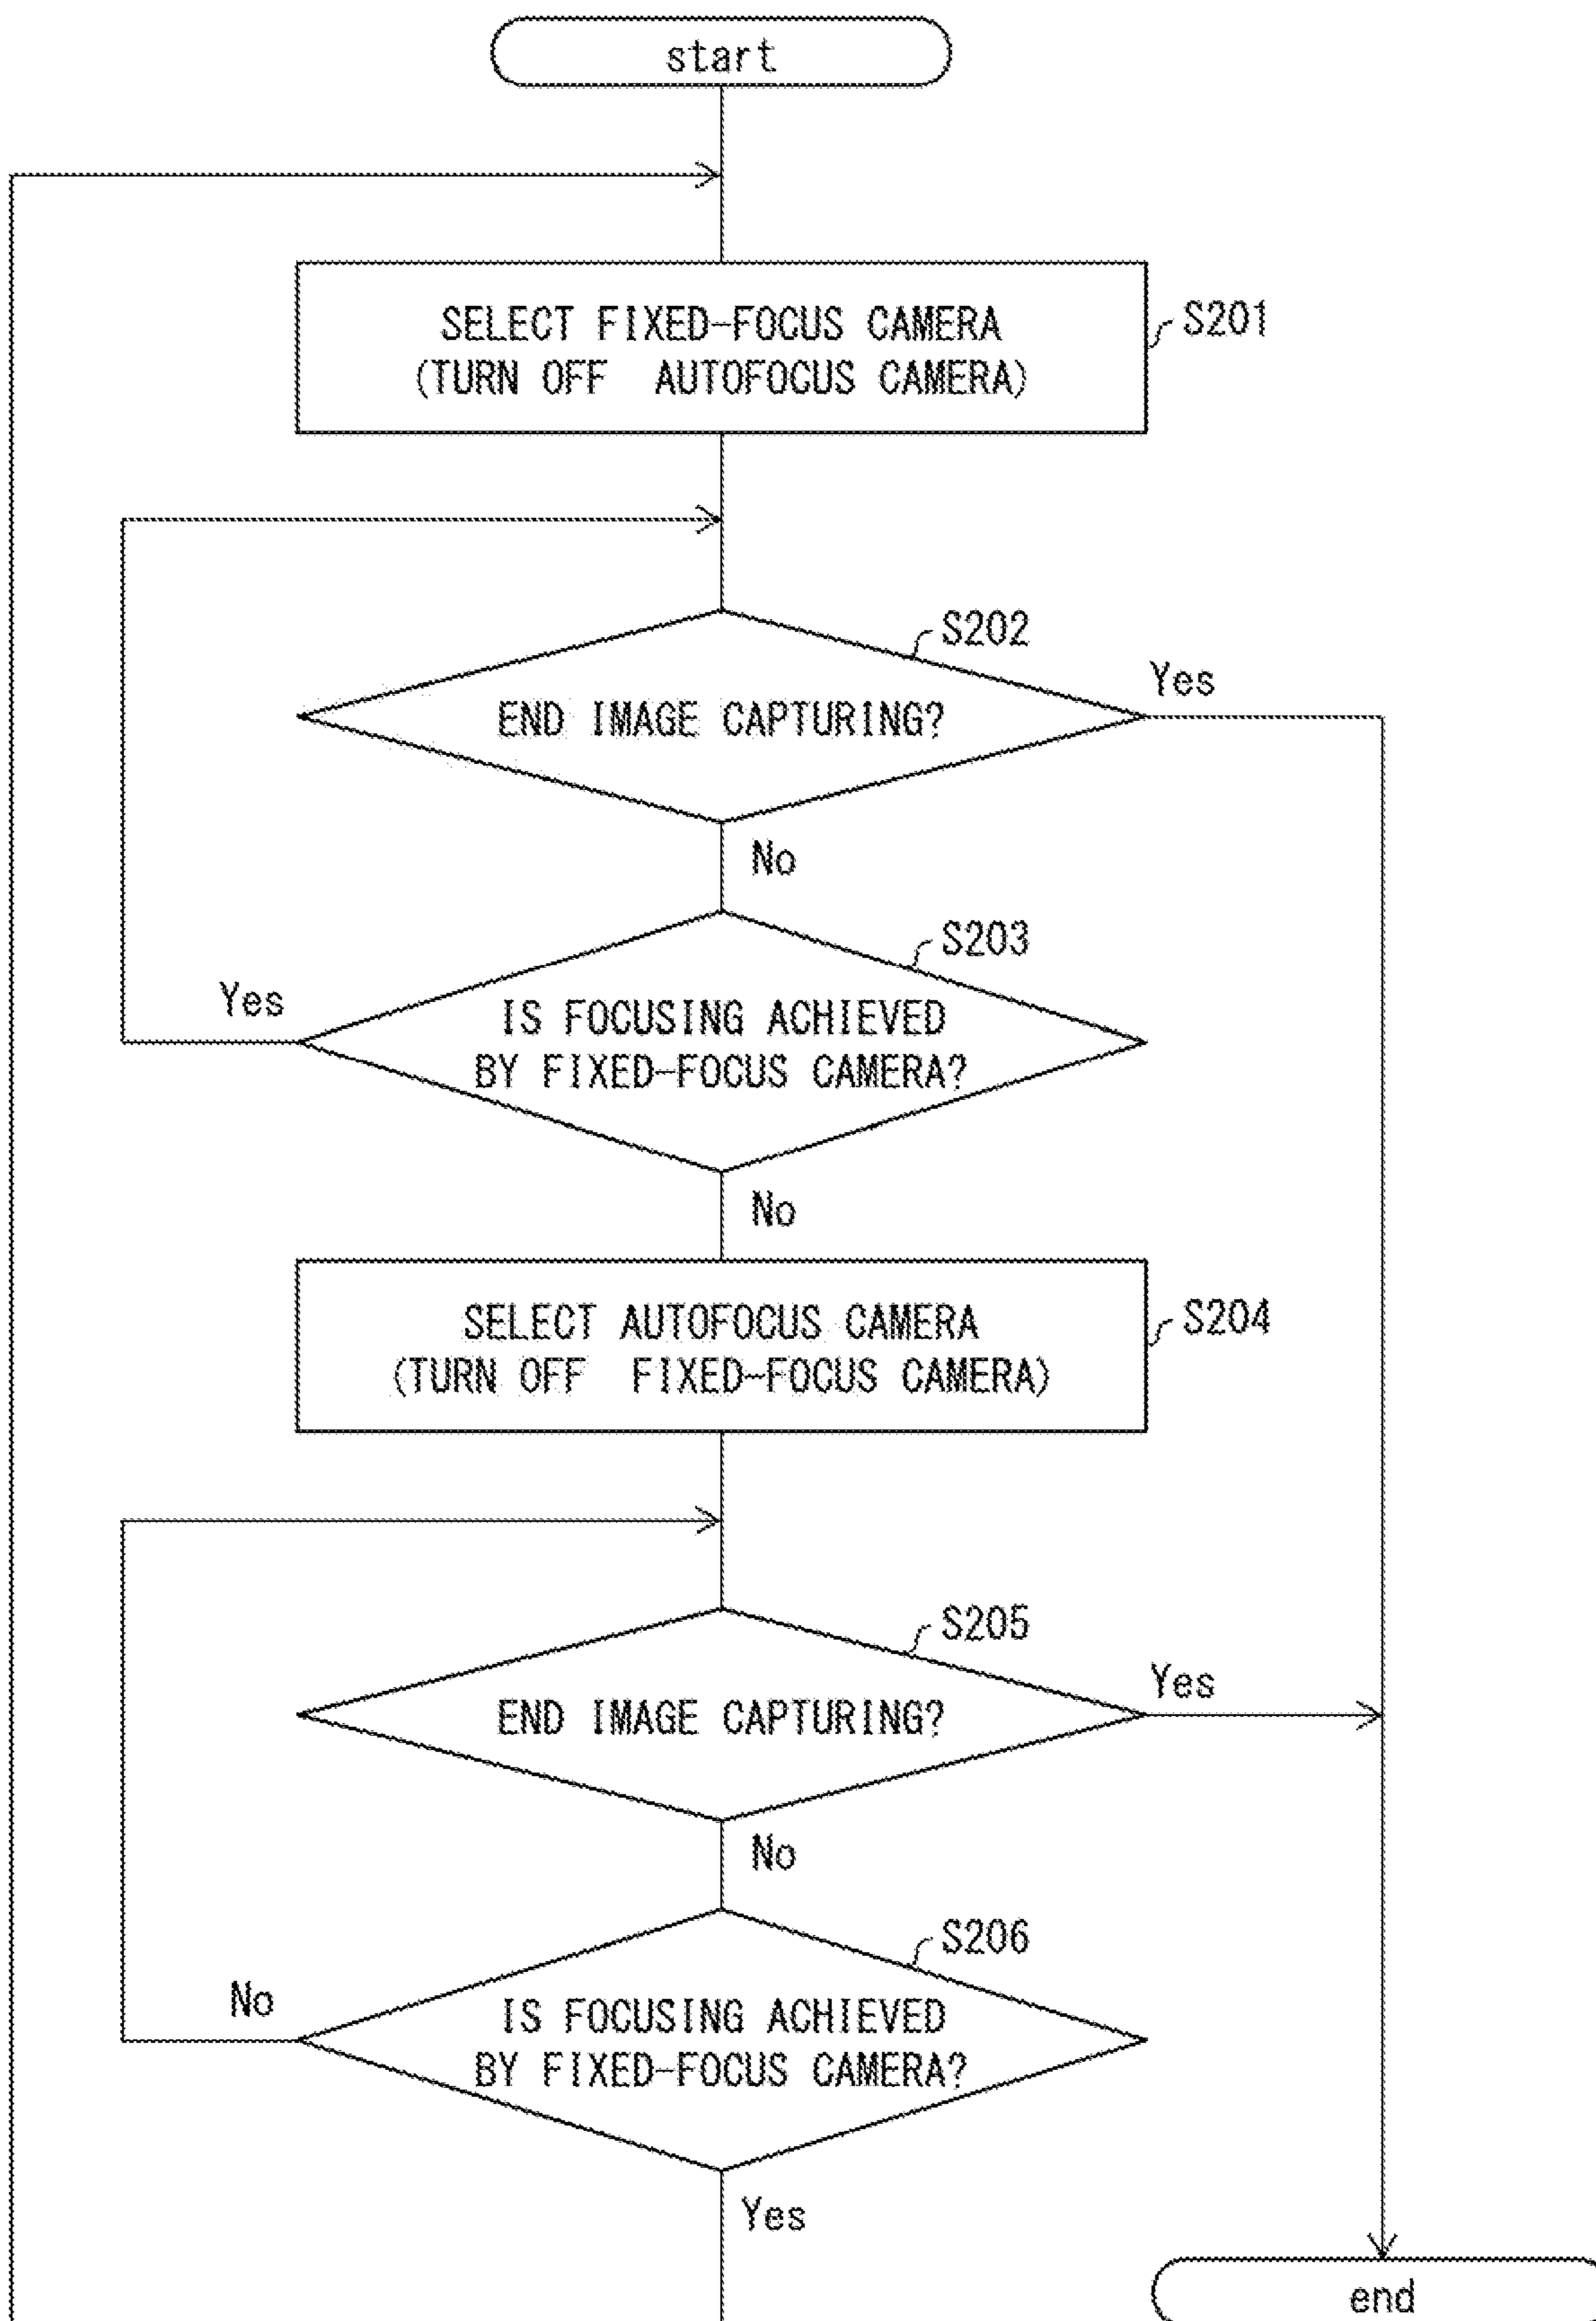 start
SELECT FIXED-FOCUS CAMERA
(TURN OFF AUTOFOCUS CAMERA)
S201
S202
END IMAGE CAPTURING?
Yes
No
S203
IS FOCUSING ACHIEVED
BY FIXED-FOCUS CAMERA?
Yes
No
SELECT AUTOFOCUS CAMERA
(TURN OFF FIXED-FOCUS CAMERA)
S204
S205
END IMAGE CAPTURING?
Yes
No
S206
IS FOCUSING ACHIEVED
BY FIXED-FOCUS CAMERA?
No
Yes
end